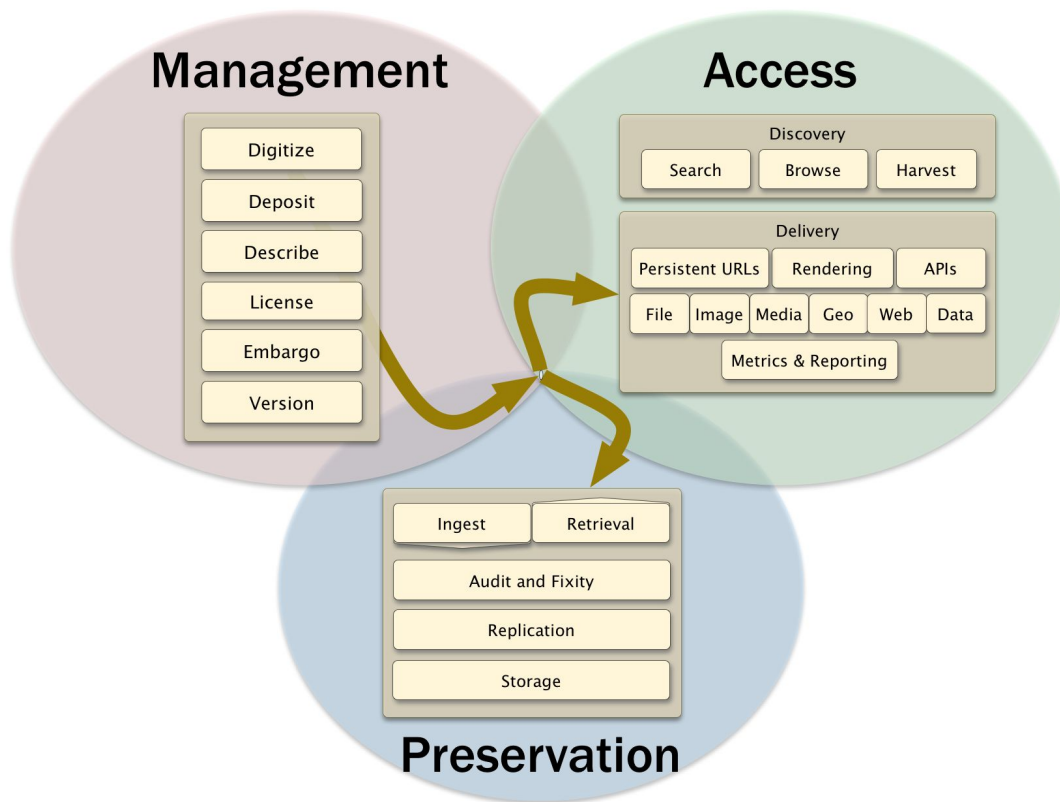 Management
Digitize
Deposit
Describe
License
Embargo
Version
Access
Discovery
Search
Browse
Harvest
Delivery
Persistent URLs
Rendering
APIs
File
Image
Media
Geo
Web
Data
Metrics & Reporting
Ingest
Retrieval
Audit and Fixity
Replication
Storage
Preservation